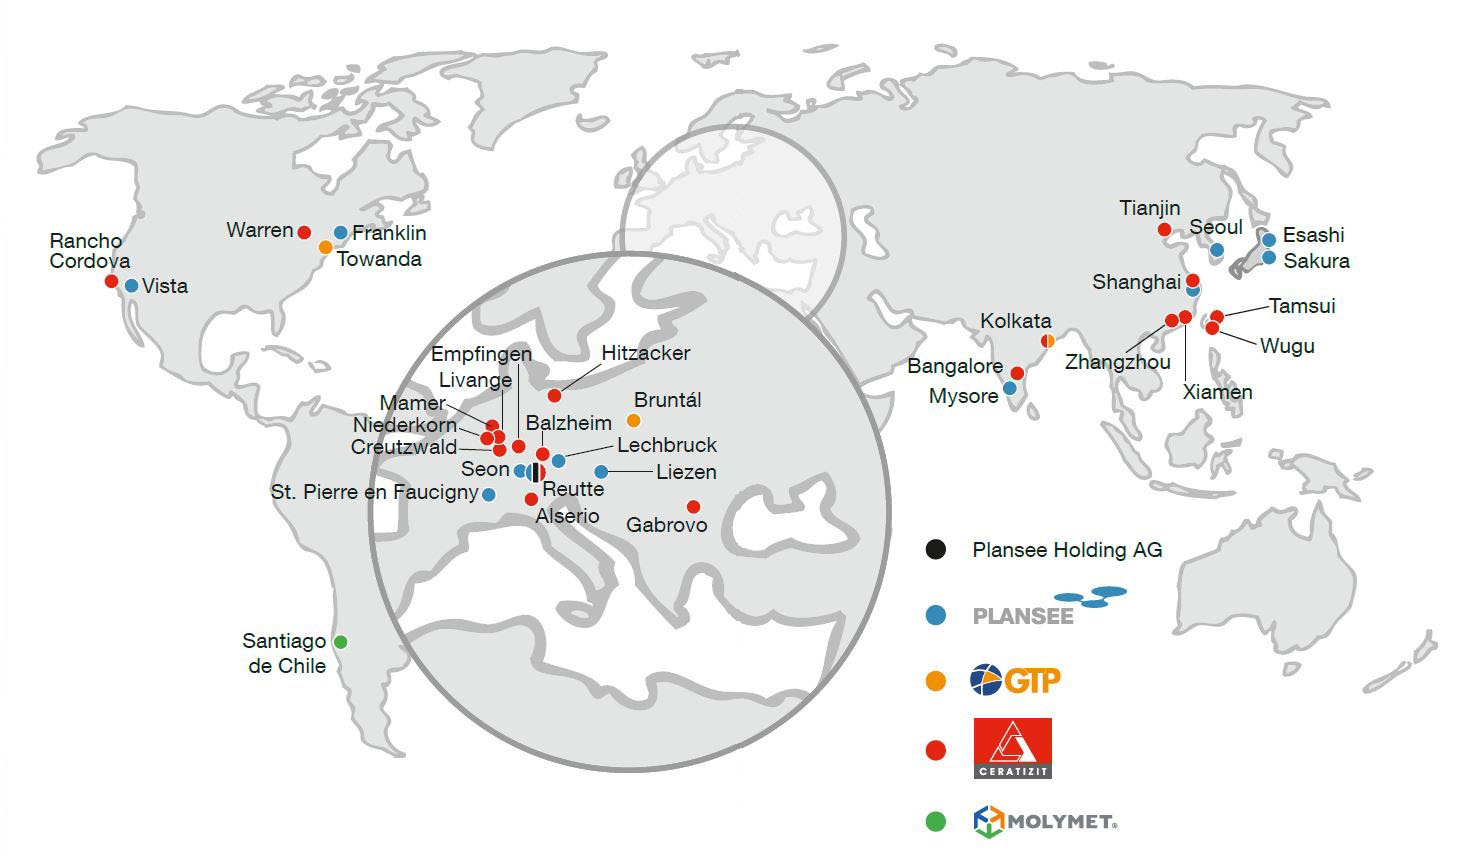 Rancho
Cordova
Vista
Warren
Franklin
Towanda
Santiago
de Chile
Empfingen
Livange
Mamer
Niederkorn
Creutzwald
Seon
St. Pierre en Faucigny
Hitzacker
Bruntál
Balzheim
Lechbruck
Liezen
Reutte
Alserio
Gabrovo
Tianjin
Seoul
Esashi
Sakura
Shanghai
Tamsui
Wugu
Kolkata
Zhangzhou
Xiamen
Bangalore
Mysore
Plansee Holding AG
PLANSEE
GTP
CERATIZIT
MOLYMET®